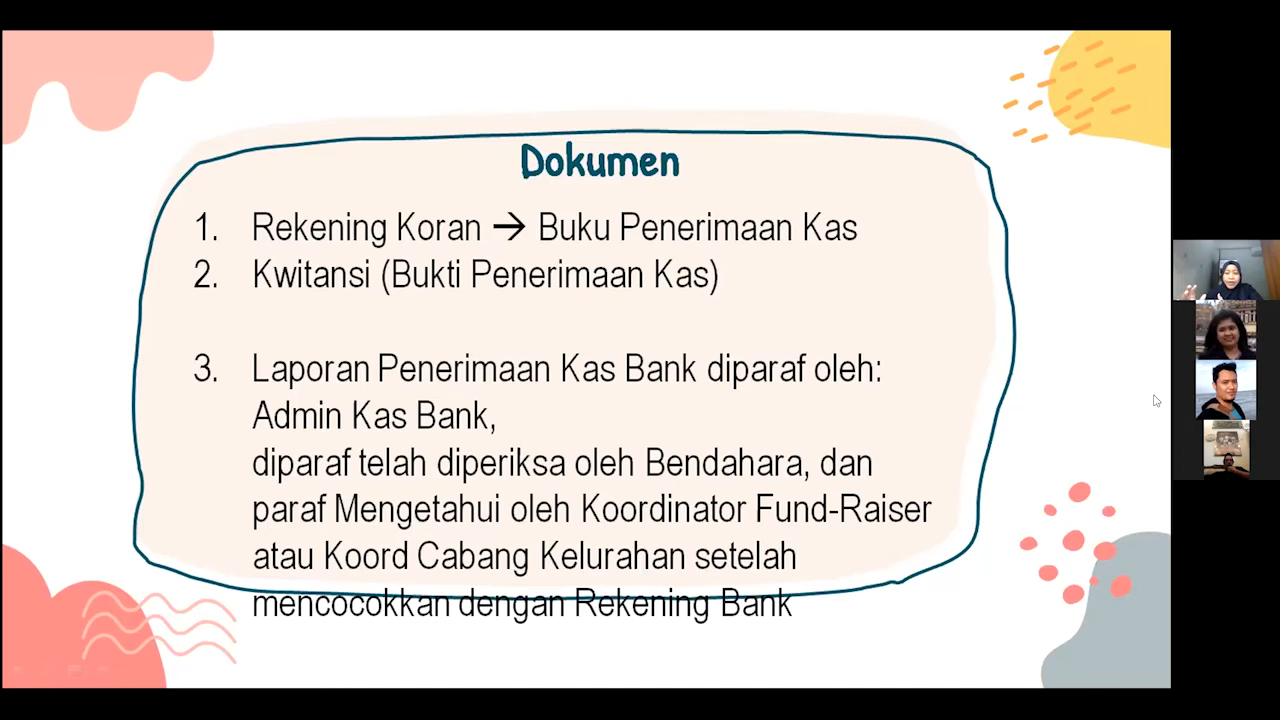 Dokumen
1. Rekening Koran → Buku Penerimaan Kas
2. Kwitansi (Bukti Penerimaan Kas)
3. Laporan Penerimaan Kas Bank diparaf oleh:
Admin Kas Bank,
diparaf telah diperiksa oleh Bendahara, dan
paraf Mengetahui oleh Koordinator Fund-Raiser
atau Koord Cabang Kelurahan setelah
mencocokkan dengan Rekening Bank